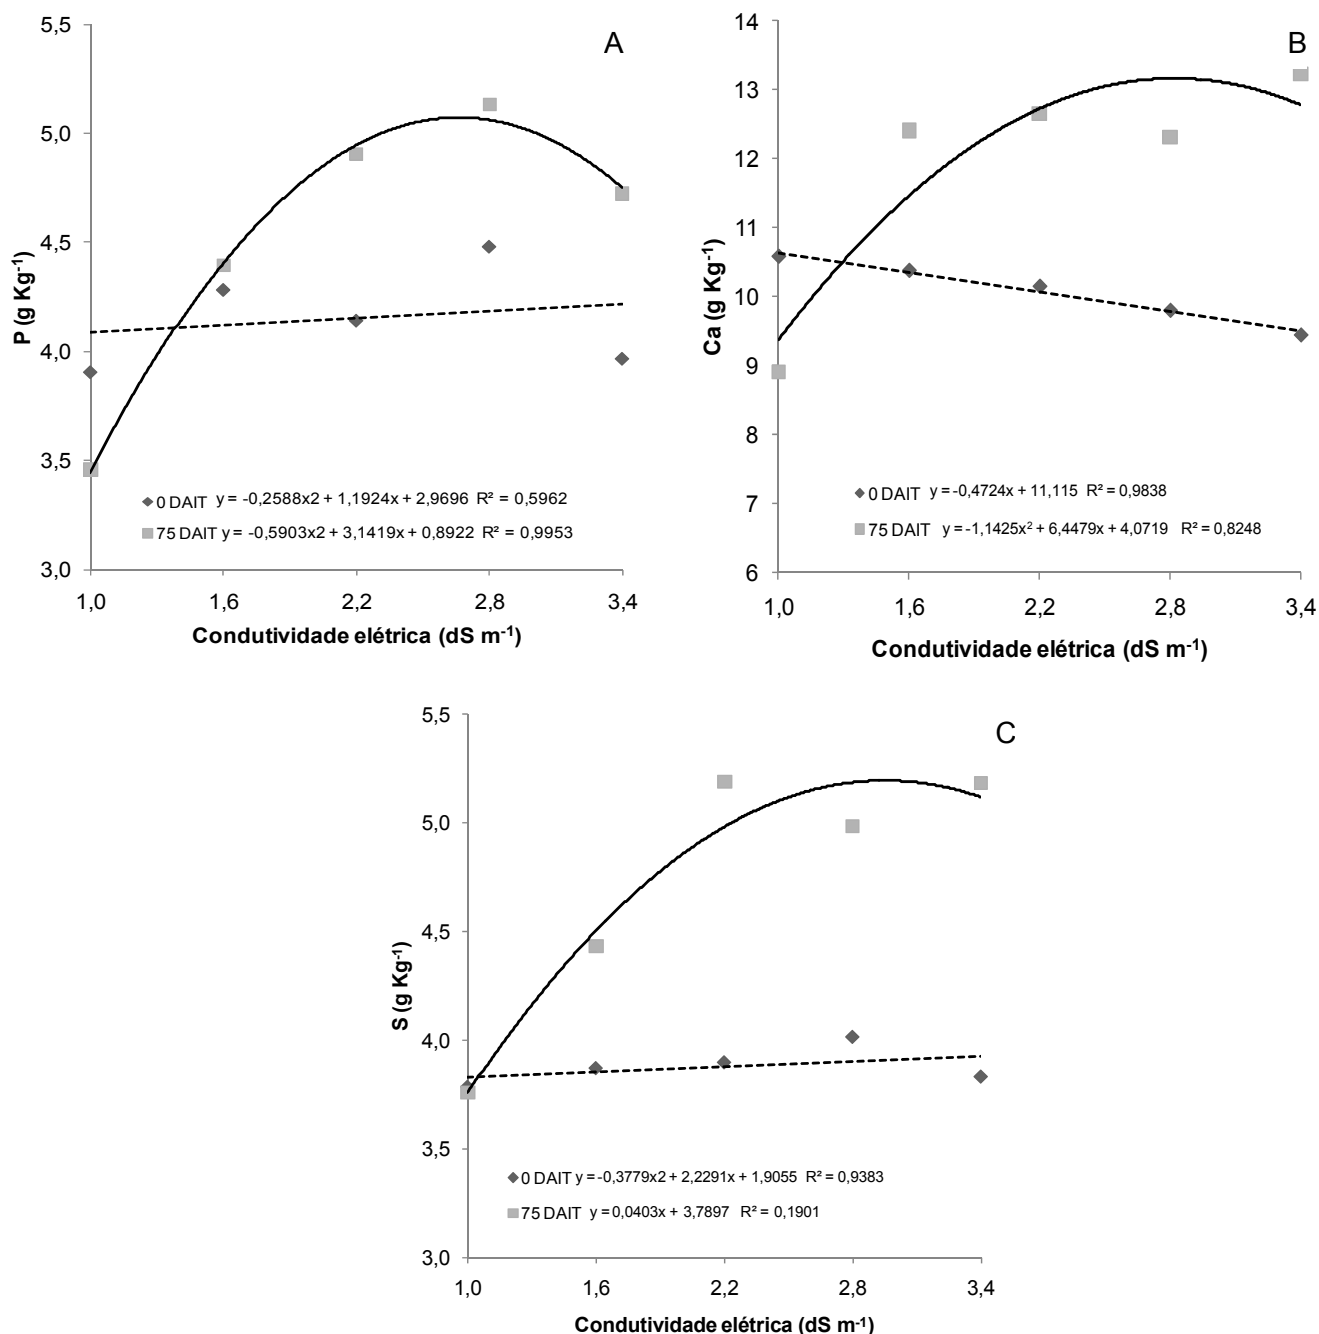 A
5,5
5,0
4,5
4,0
3,5
3,0
P (g Kg-1)
0 DAIT y = -0,2588x2 + 1,1924x + 2,9696 R² = 0,5962
75 DAIT y = -0,5903x2 + 3,1419x + 0,8922 R² = 0,9953
1,0 1,6 2,2 2,8 3,4
Condutividade elétrica (dS m-1)
B
14
13
12
11
10
9
8
7
6
Ca (g Kg-1)
0 DAIT y = -0,4724x + 11,115 R² = 0,9838
75 DAIT y = -1,1425x² + 6,4479x + 4,0719 R² = 0,8248
1,0 1,6 2,2 2,8 3,4
Condutividade elétrica (dS m-1)
C
5,5
5,0
4,5
4,0
3,5
3,0
S (g Kg-1)
0 DAIT y = -0,3779x2 + 2,2291x + 1,9055 R² = 0,9383
75 DAIT y = 0,0403x + 3,7897 R² = 0,1901
1,0 1,6 2,2 2,8 3,4
Condutividade elétrica (dS m-1)